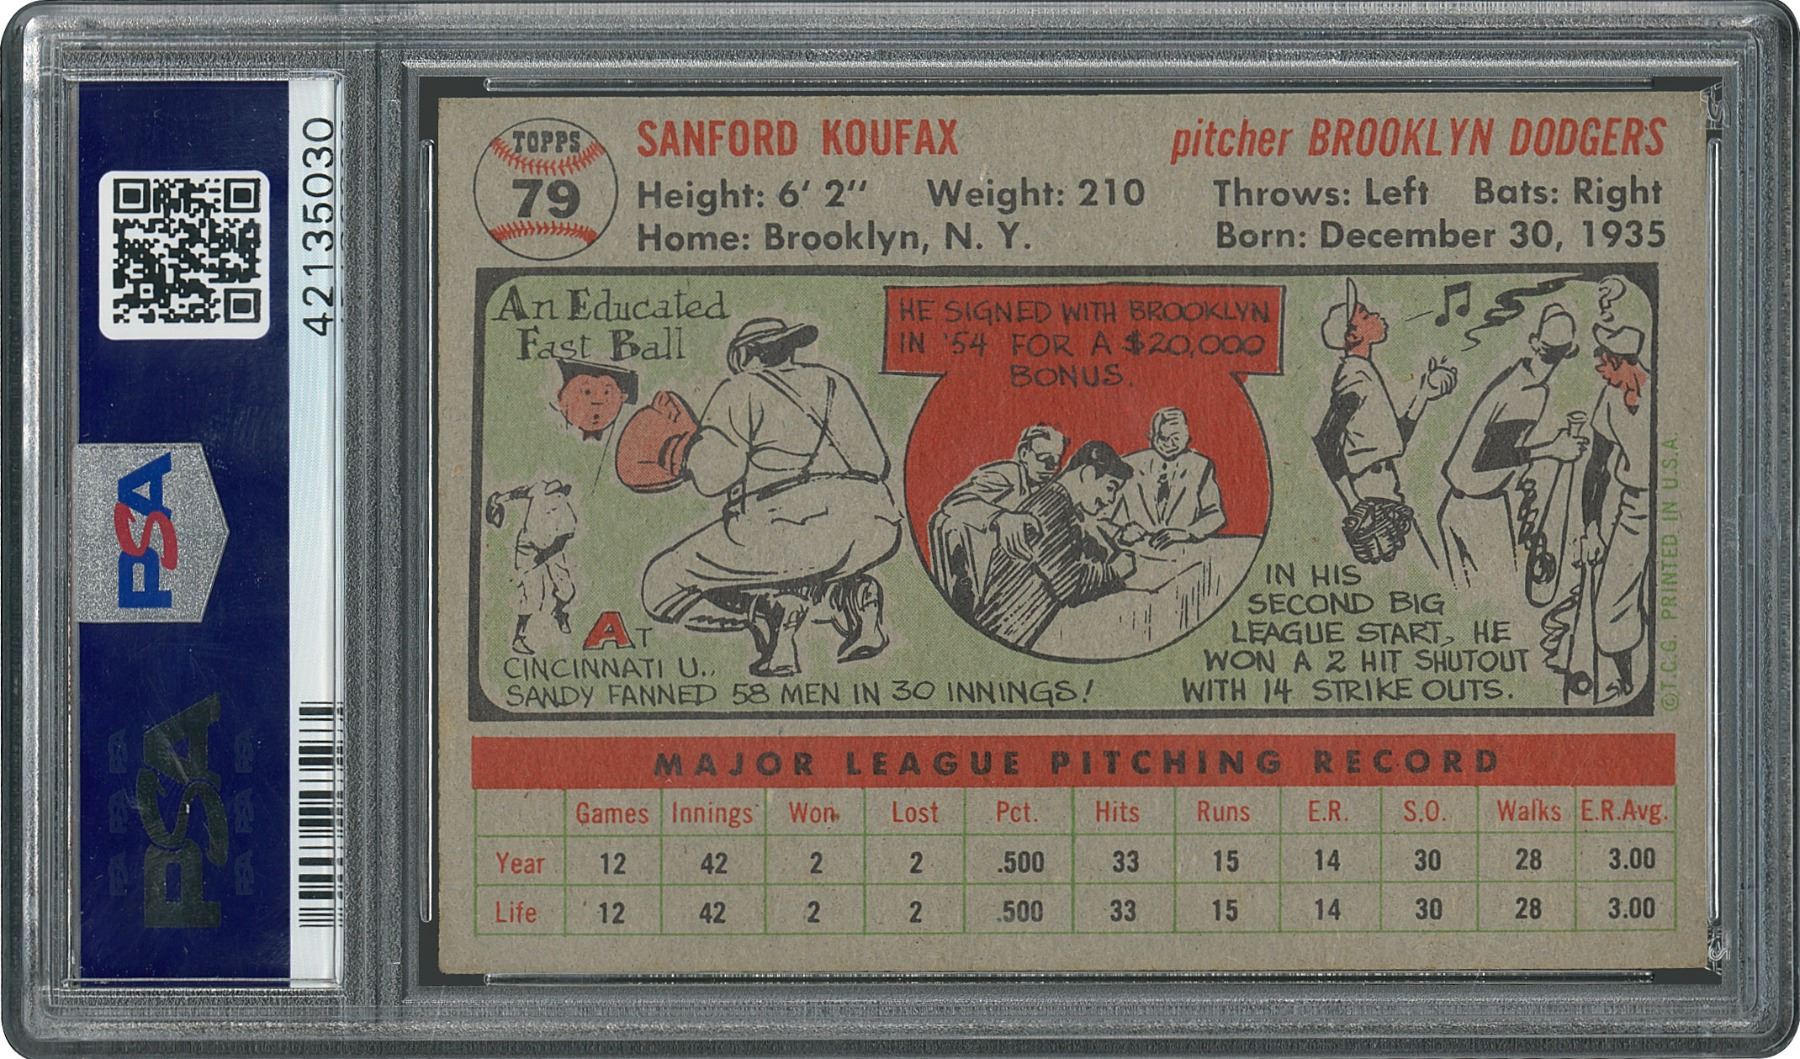 42135030
PSA
PSA
TOPPS
79
SANFORD KOUFAX
pitcher BROOKLYN DODGERS
Height: 6' 2" Weight: 210 Throws: Left Bats: Right
Home: Brooklyn, N. Y. Born: December 30, 1935
An Educated
Fast Ball
AT
CINCINNATI U.,
SANDY FANNED 58 MEN IN 30 INNINGS!
HE SIGNED WITH BROOKLYN
IN '54 FOR A $20,000
BONUS.
IN HIS
SECOND BIG
LEAGUE START, HE
WON A 2 HIT SHUTOUT
WITH 14 STRIKE OUTS.
©T.C.G. PRINTED IN U.S.A.
MAJOR LEAGUE PITCHING RECORD
Games Innings Won Lost Pct. Hits Runs E.R. S.O. Walks E.R.Avg.
Year 12 42 2 2 .500 33 15 14 30 28 3.00
Life 12 42 2 2 .500 33 15 14 30 28 3.00